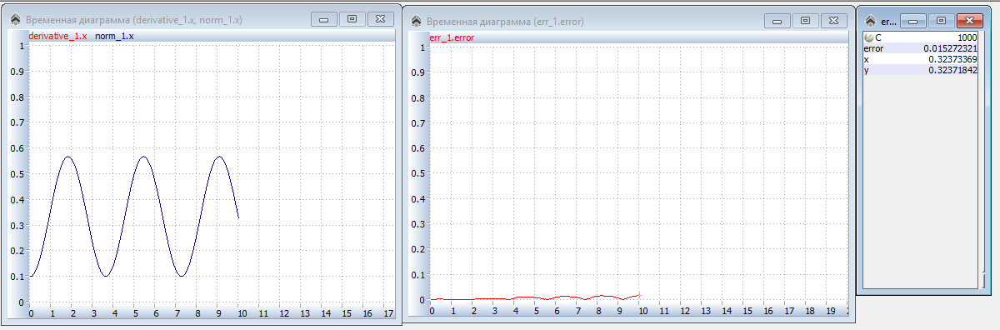 Временная диаграмма (derivative_1.x, norm_1.x)
derivative_1.x norm_1.x
1
0.9
0.8
0.7
0.6
0.5
0.4
0.3
0.2
0.1
0
0 1 2 3 4 5 6 7 8 9 10 11 12 13 14 15 16 17
Временная диаграмма (err_1.error)
err_1.error
1
0.9
0.8
0.7
0.6
0.5
0.4
0.3
0.2
0.1
0
0 1 2 3 4 5 6 7 8 9 10 11 12 13 14 15 16 17 18 19 2
er...
C 1000
error 0.015272321
x 0.32373369
y 0.32371842